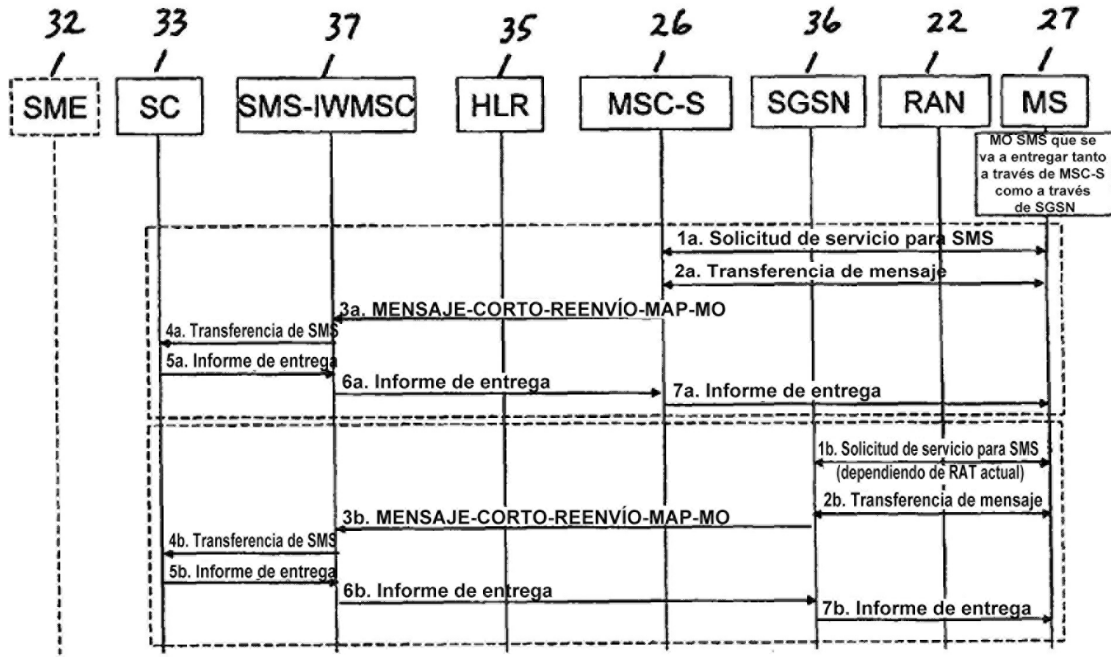 32 33 37 35 26 36 22 27
SME SC SMS-IWMSC HLR MSC-S SGSN RAN MS
MO SMS que se
va a entregar tanto
a través de MSC-S
como a través
de SGSN
1a. Solicitud de servicio para SMS
2a. Transferencia de mensaje
3a. MENSAJE-CORTO-REENVÍO-MAP-MO
4a. Transferencia de SMS
5a. Informe de entrega
6a. Informe de entrega
7a. Informe de entrega
1b. Solicitud de servicio para SMS
(dependiendo de RAT actual)
2b. Transferencia de mensaje
3b. MENSAJE-CORTO-REENVÍO-MAP-MO
4b. Transferencia de SMS
5b. Informe de entrega
6b. Informe de entrega
7b. Informe de entrega